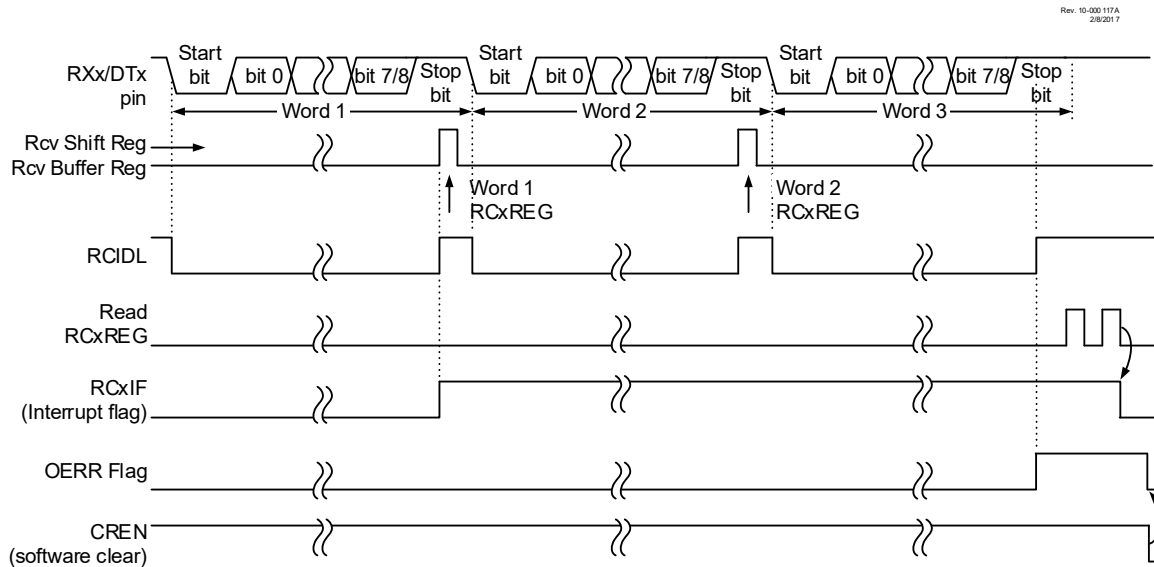 Rev. 10-000 117A
2/8/201 7
RXx/DTx
pin
Start
bit
bit 0
bit 7/8
Stop
bit
Start
bit
bit 0
bit 7/8
Stop
bit
Start
bit
bit 0
bit 7/8
Stop
bit
Word 1
Word 2
Word 3
Rcv Shift Reg
Rcv Buffer Reg
Word 1
RCxREG
Word 2
RCxREG
RCIDL
Read
RCxREG
RCxIF
(Interrupt flag)
OERR Flag
CREN
(software clear)